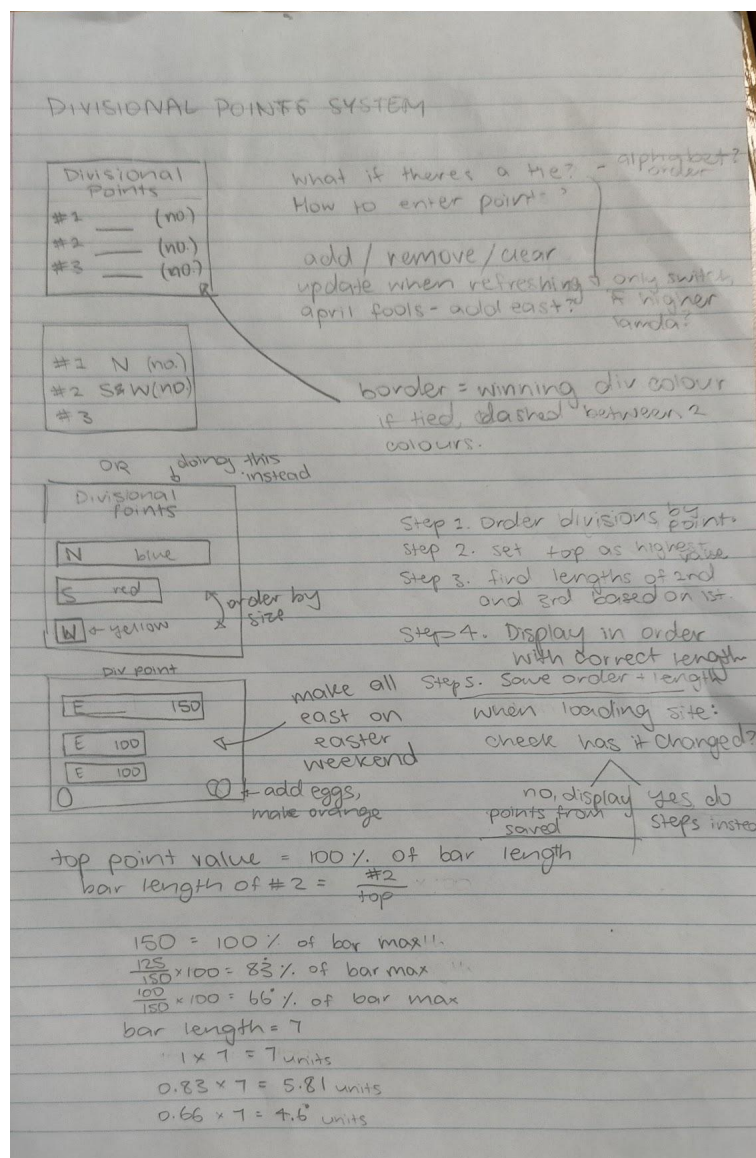 DIVISIONAL POINTS SYSTEM
Divisional
Points
#1 ___ (no)
#2 ___ (no.)
#3 ___ (no.)
what if theres a tie? - alphabet?
order
How to enter points?
add / remove / clear
update when refreshing
april fools - add east?
only switch
if higher
lamda?
#1 N (no.)
#2 S&W (no)
#3
border = winning div colour
if tied, dashed between 2
colours.
OR doing this
instead
Divisional
Points
N blue
S red
W ← yellow
order by
size
Step 1. Order divisions by
point.
Step 2. set top as highest
value
Step 3. find lengths of 2nd
and 3rd based on 1st.
Step 4. Display in order
with correct length
Step 5. Save order + length
Div point
E 150
E 100
E 100
make all
east on
easter
weekend
add eggs,
make orange
when loading site:
check has it changed?
no, display
points from
saved
yes, do
steps instead
top point value = 100% of bar length
bar length of #2 = #2/top
150 = 100% of bar max
125/150 × 100 = 83̇% of bar max
100/150 × 100 = 66̇% of bar max
bar length = 7
1 × 7 = 7 units
0.83 × 7 = 5.81 units
0.66 × 7 = 4.6̇ units